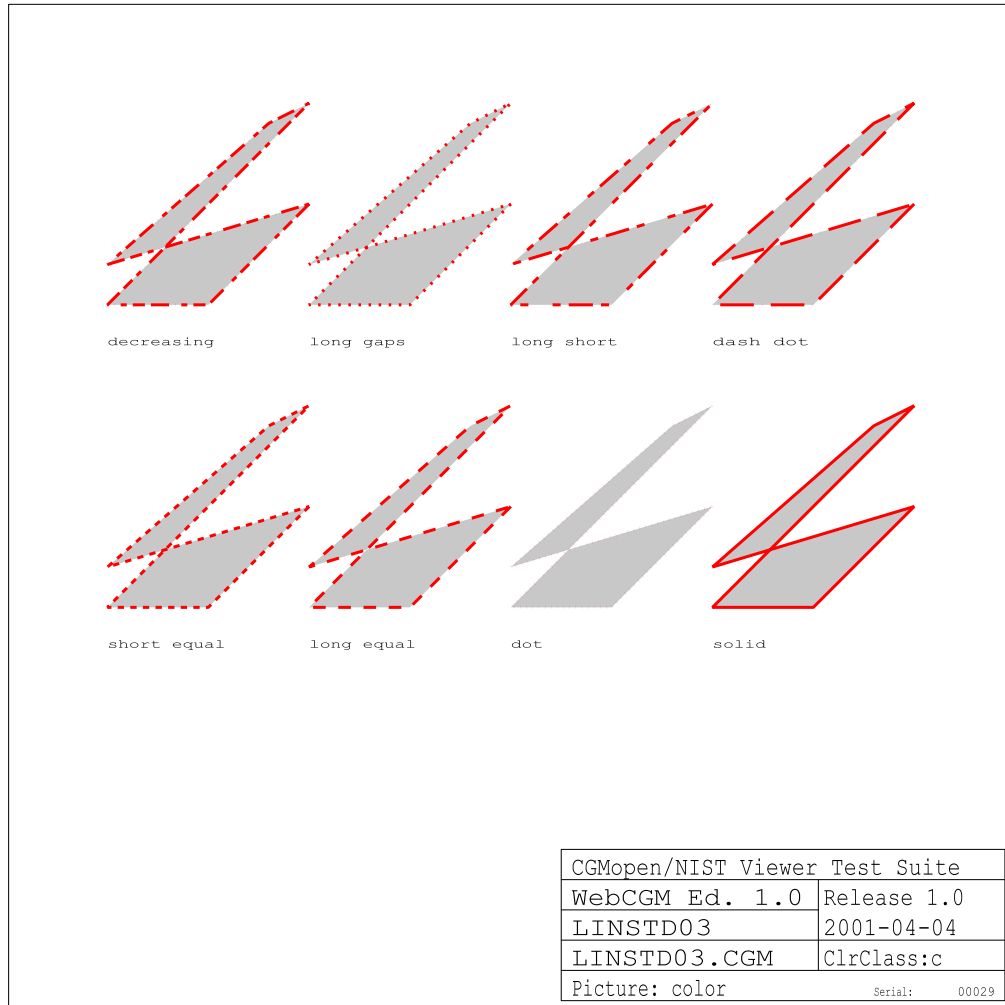 decreasing long gaps long short dash dot
short equal long equal dot solid
CGMopen/NIST Viewer Test Suite
WebCGM Ed. 1.0 Release 1.0
LINSTD03 2001-04-04
LINSTD03.CGM ClrClass:c
Picture: color Serial: 00029